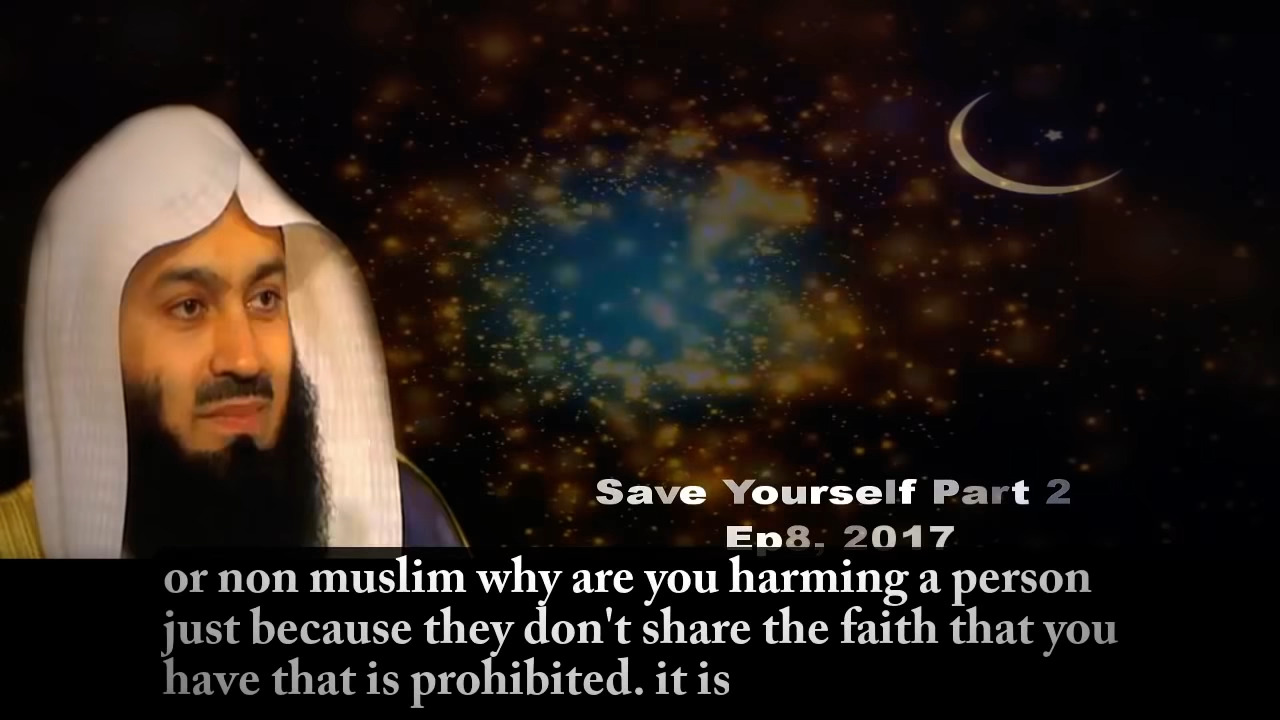 Save Yourself Part 2
Ep8, 2017
or non muslim why are you harming a person
just because they don't share the faith that you
have that is prohibited. it is